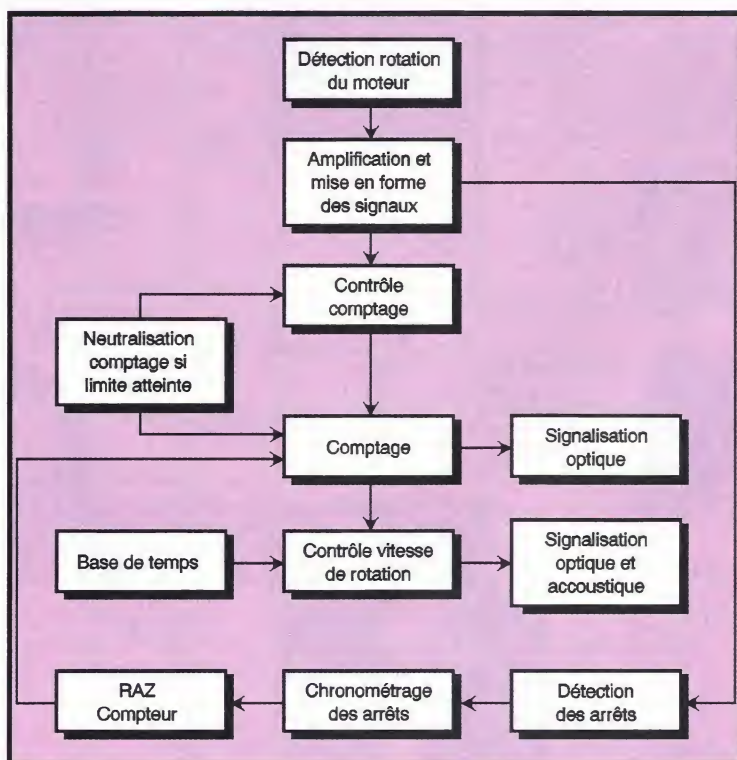 Détection rotation
du moteur
Amplification et
mise en forme
des signaux
Contrôle
comptage
Neutralisation
comptage si
limite atteinte
Comptage
Signalisation
optique
Base de temps
Contrôle vitesse
de rotation
Signalisation
optique et
accoustique
RAZ
Compteur
Chronométrage
des arrêts
Détection
des arrêts